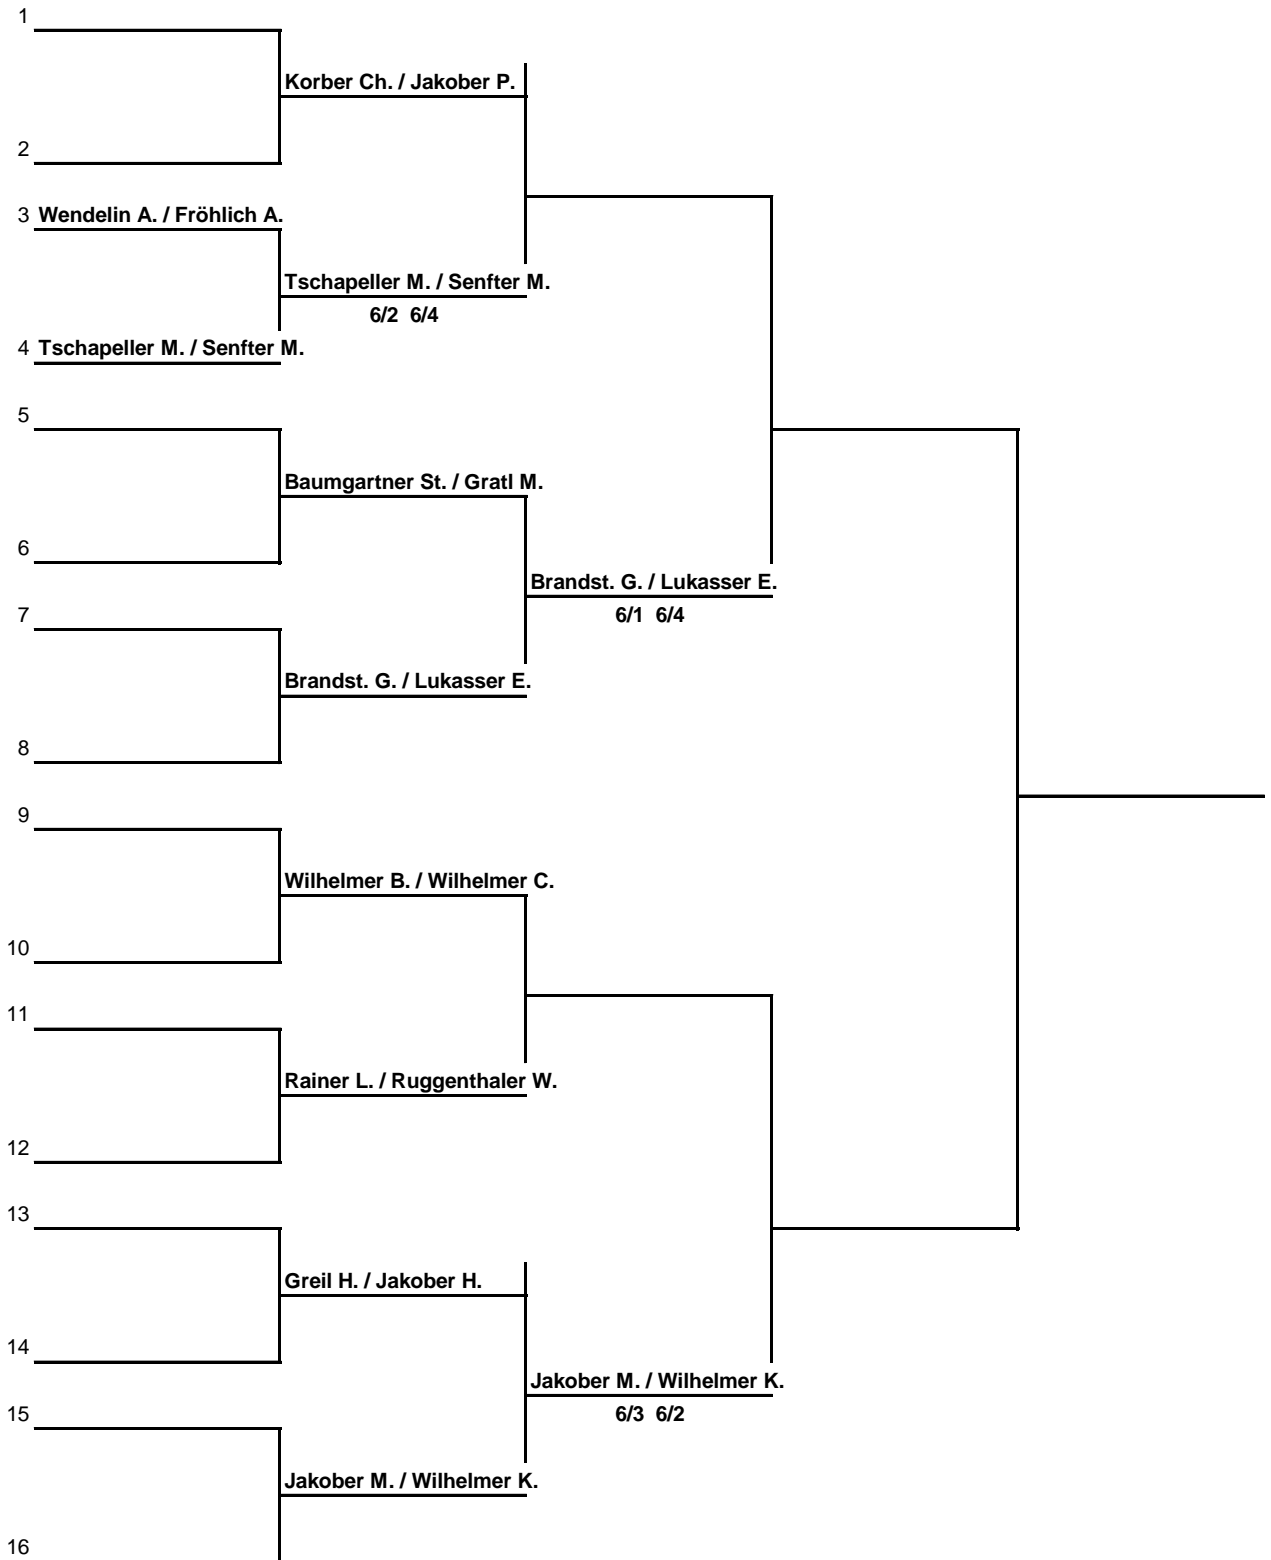 1
Korber Ch. / Jakober P.
2
3 Wendelin A. / Fröhlich A.
Tschapeller M. / Senfter M.
6/2 6/4
4 Tschapeller M. / Senfter M.
5
Baumgartner St. / Gratl M.
6
Brandst. G. / Lukasser E.
7
6/1 6/4
Brandst. G. / Lukasser E.
8
9
Wilhelmer B. / Wilhelmer C.
10
11
Rainer L. / Ruggenthaler W.
12
13
Greil H. / Jakober H.
14
Jakober M. / Wilhelmer K.
15
6/3 6/2
Jakober M. / Wilhelmer K.
16